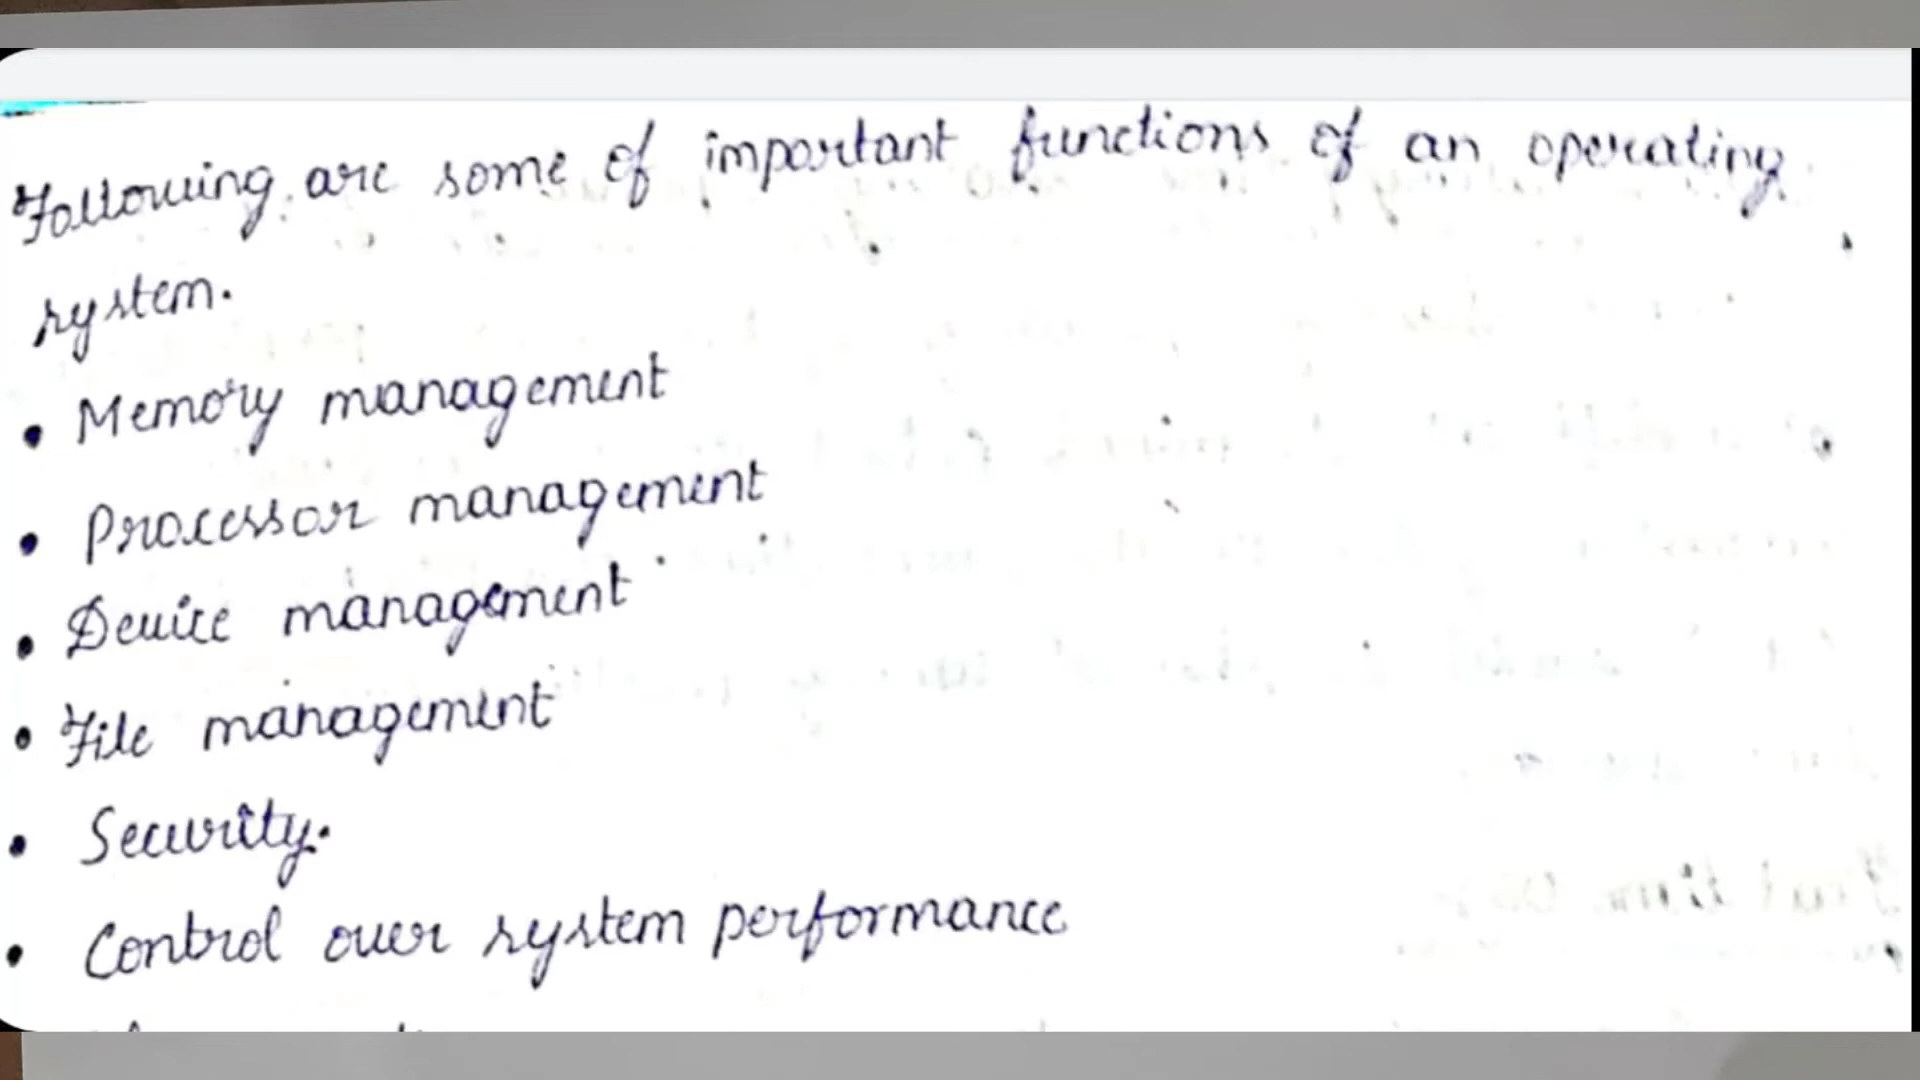 Following are some of important functions of an operating
system.
• Memory management
• Processor management
• Device management
• File management
• Security.
• Control over system performance